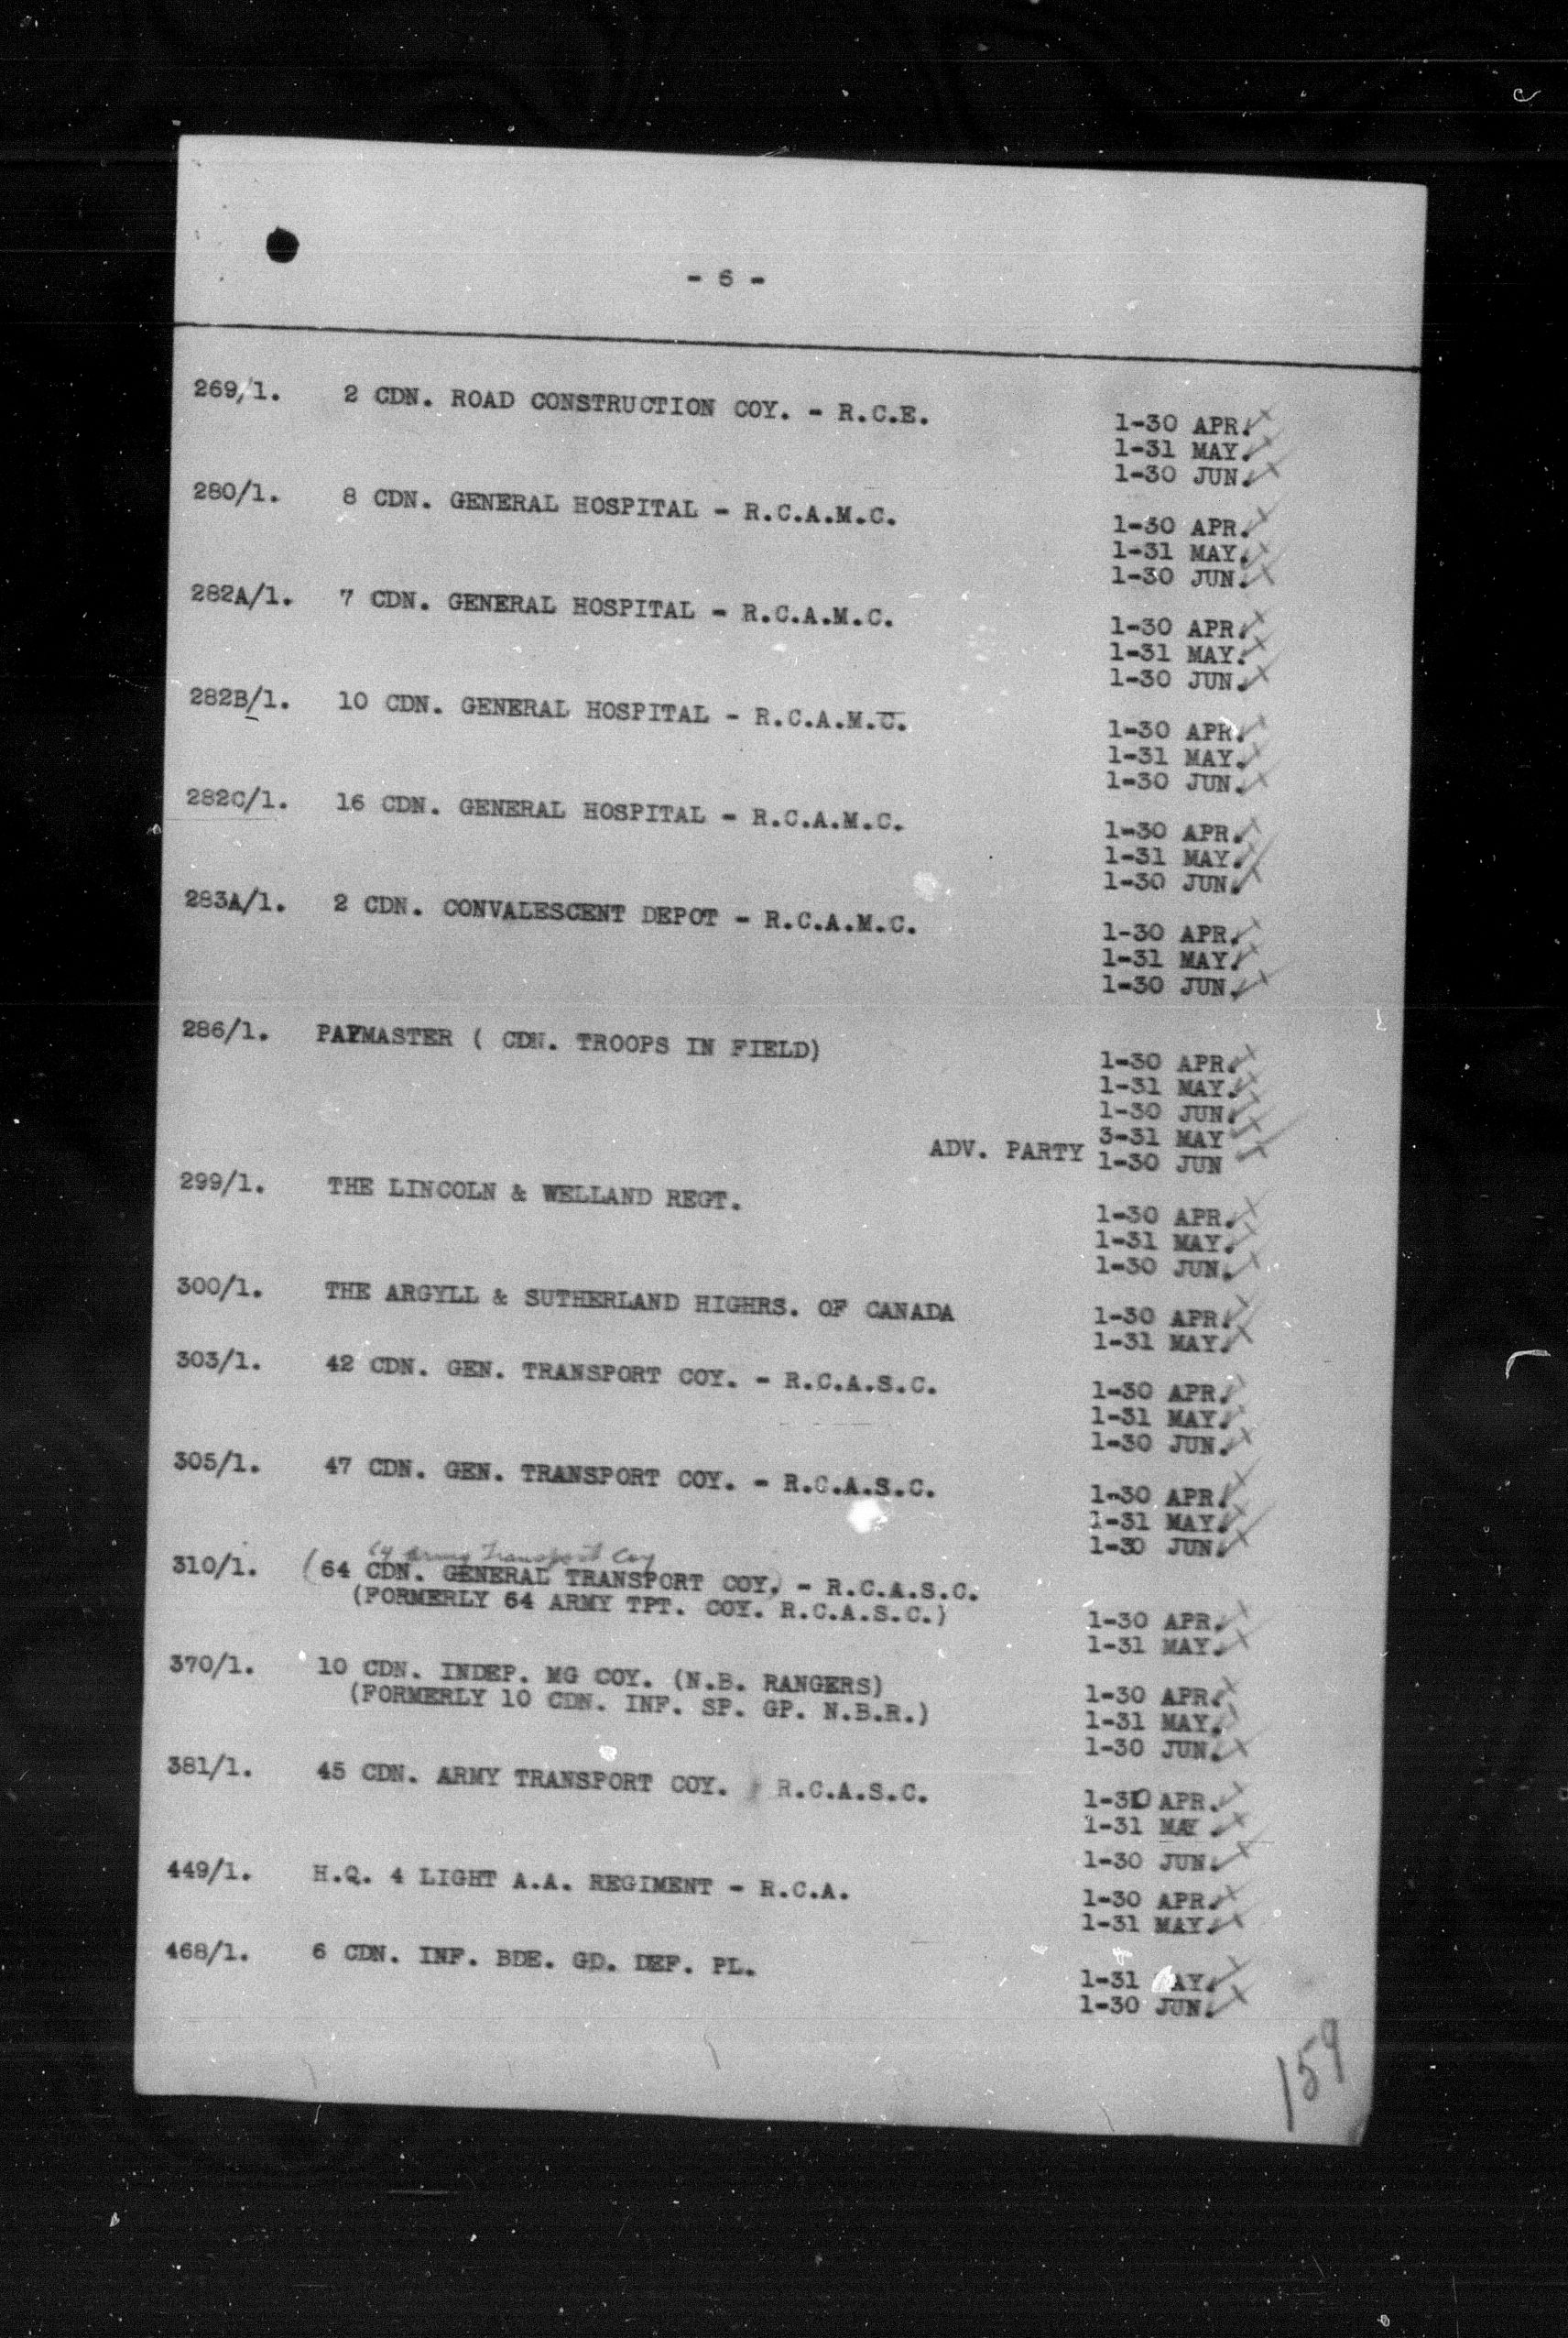 - 6 -
269/1. 2 CDN. ROAD CONSTRUCTION COY. - R.C.E.
1-30 APR.
1-31 MAY.
1-30 JUN.
280/1. 8 CDN. GENERAL HOSPITAL - R.C.A.M.C.
1-30 APR.
1-31 MAY.
1-30 JUN.
282A/1. 7 CDN. GENERAL HOSPITAL - R.C.A.M.C.
1-30 APR.
1-31 MAY.
1-30 JUN.
282B/1. 10 CDN. GENERAL HOSPITAL - R.C.A.M.C.
1-30 APR.
1-31 MAY.
1-30 JUN.
282C/1. 16 CDN. GENERAL HOSPITAL - R.C.A.M.C.
1-30 APR.
1-31 MAY.
1-30 JUN.
283A/1. 2 CDN. CONVALESCENT DEPOT - R.C.A.M.C.
1-30 APR.
1-31 MAY.
1-30 JUN.
286/1. PAYMASTER ( CDN. TROOPS IN FIELD)
1-30 APR.
1-31 MAY.
1-30 JUN.
ADV. PARTY 3-31 MAY
1-30 JUN
299/1. THE LINCOLN & WELLAND REGT.
1-30 APR.
1-31 MAY.
1-30 JUN.
300/1. THE ARGYLL & SUTHERLAND HIGHRS. OF CANADA
1-30 APR.
1-31 MAY.
303/1. 42 CDN. GEN. TRANSPORT COY. - R.C.A.S.C.
1-30 APR.
1-31 MAY.
1-30 JUN.
305/1. 47 CDN. GEN. TRANSPORT COY. - R.C.A.S.C.
1-30 APR.
1-31 MAY.
1-30 JUN.
64 Army Transport Coy
310/1. (64 CDN. GENERAL TRANSPORT COY.) - R.C.A.S.C.
(FORMERLY 64 ARMY TPT. COY. R.C.A.S.C.)
1-30 APR.
1-31 MAY.
370/1. 10 CDN. INDEP. MG COY. (N.B. RANGERS)
(FORMERLY 10 CDN. INF. SP. GP. N.B.R.)
1-30 APR.
1-31 MAY.
1-30 JUN.
381/1. 45 CDN. ARMY TRANSPORT COY. R.C.A.S.C.
1-30 APR.
1-31 MAY
1-30 JUN.
449/1. H.Q. 4 LIGHT A.A. REGIMENT - R.C.A.
1-30 APR.
1-31 MAY.
468/1. 6 CDN. INF. BDE. GD. DEF. PL.
1-31 MAY.
1-30 JUN.
159